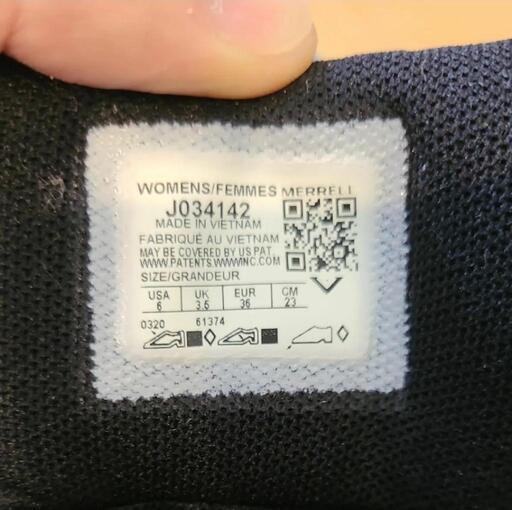 WOMENS/FEMMES MERRELL
J034142
MADE IN VIETNAM
FABRIQUÉ AU VIETNAM
MAY BE COVERED BY US PAT.
WWW.PATENTS.WWWINC.COM
SIZE/GRANDEUR
USA UK EUR CM
6 3.5 36 23
0320 61374